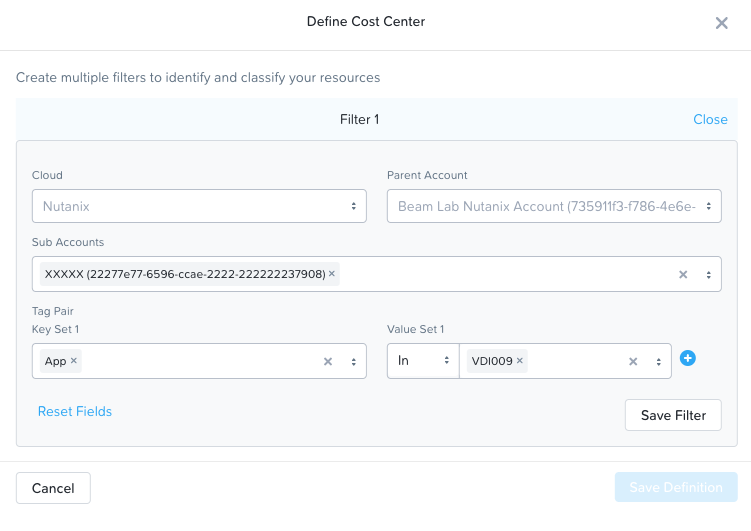 Define Cost Center
×
Create multiple filters to identify and classify your resources
Filter 1
Close
Cloud
Parent Account
Nutanix
Beam Lab Nutanix Account (735911f3-f786-4e6e-
Sub Accounts
XXXXX (22277e77-6596-ccae-2222-222222237908) ×
×
Tag Pair
Key Set 1
Value Set 1
App ×
×
In
VDI009 ×
×
+
Reset Fields
Save Filter
Cancel
Save Definition